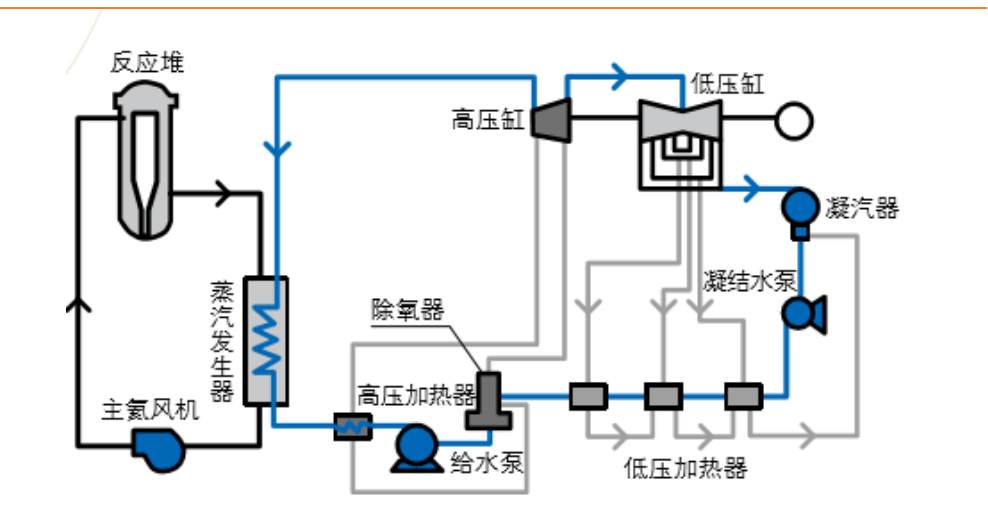 反应堆
低压缸
高压缸
凝汽器
凝结水泵
蒸汽发生器
除氧器
高压加热器
主氦风机
给水泵
低压加热器